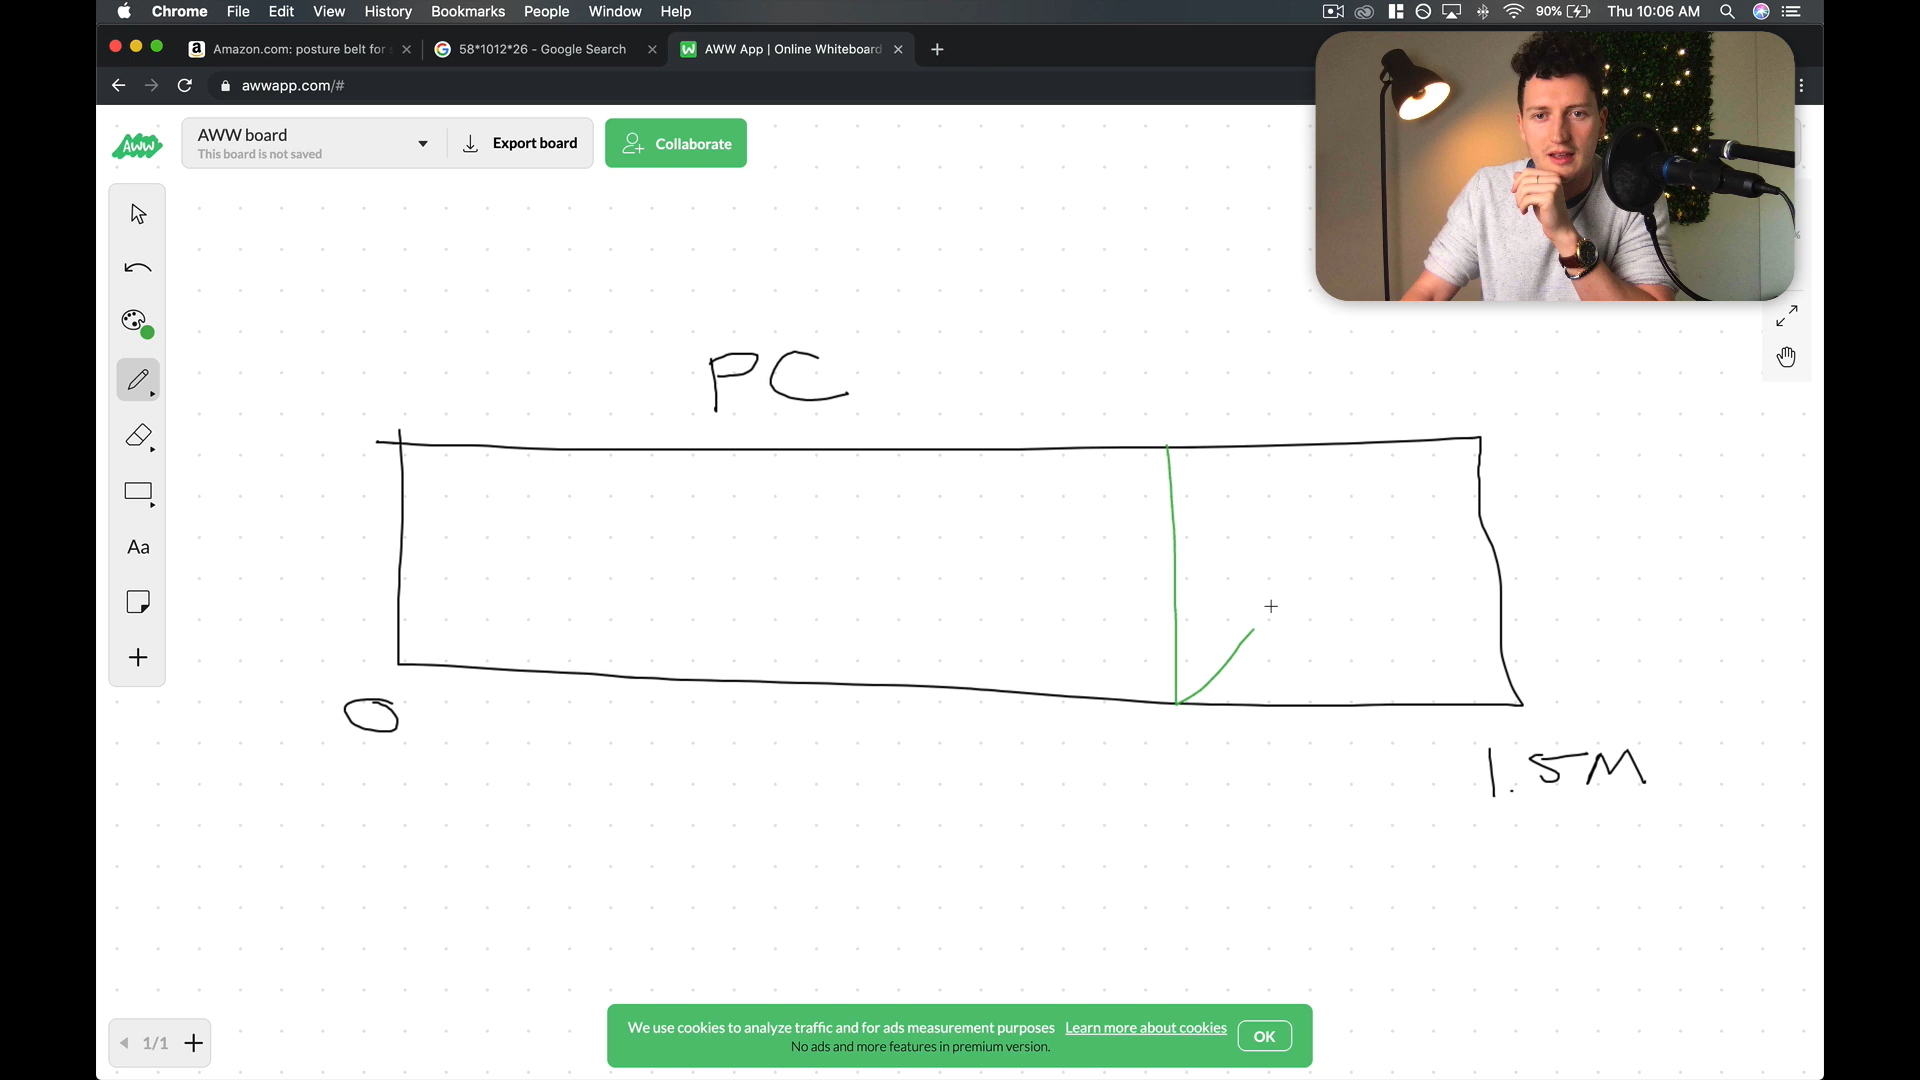 Chrome File Edit View History Bookmarks People Window Help 90% Thu 10:06 AM
Amazon.com: posture belt for 58*1012*26 - Google Search AWW App | Online Whiteboard
awwapp.com/#
AWW
AWW board
This board is not saved
Export board
Collaborate
PC
Aa
0
1.5M
We use cookies to analyze traffic and for ads measurement purposes Learn more about cookies
No ads and more features in premium version.
OK
1/1